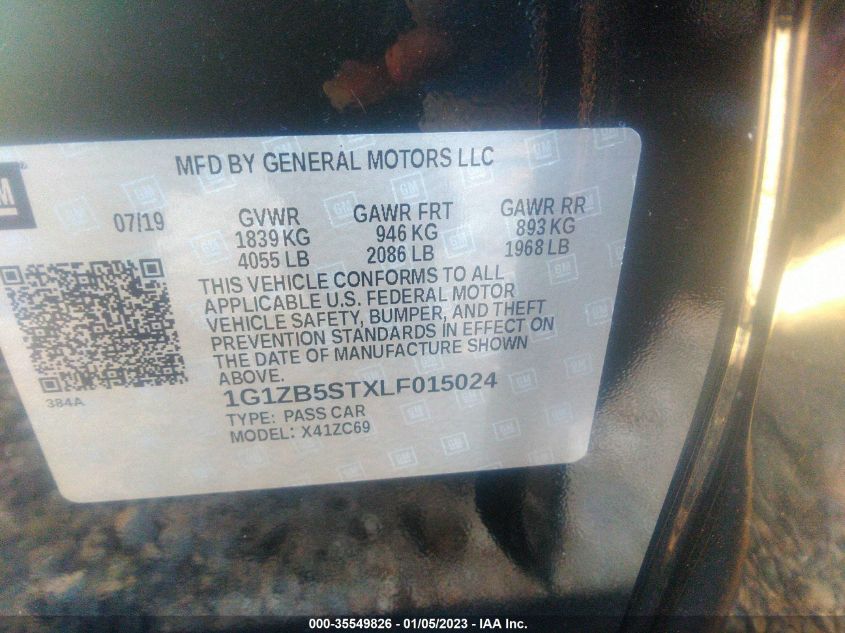 MFD BY GENERAL MOTORS LLC
GM
07/19 GVWR GAWR FRT GAWR RR
1839 KG 946 KG 893 KG
4055 LB 2086 LB 1968 LB
THIS VEHICLE CONFORMS TO ALL
APPLICABLE U.S. FEDERAL MOTOR
VEHICLE SAFETY, BUMPER, AND THEFT
PREVENTION STANDARDS IN EFFECT ON
THE DATE OF MANUFACTURE SHOWN
ABOVE.
384A
1G1ZB5STXLF015024
TYPE: PASS CAR
MODEL: X41ZC69
000-35549826 - 01/05/2023 - IAA Inc.